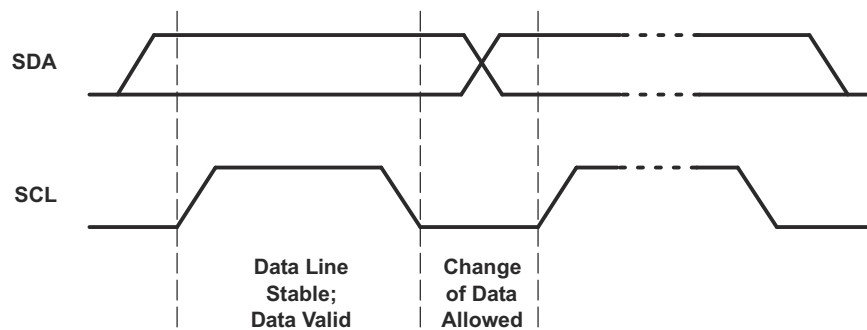 SDA
SCL
Data Line
Stable;
Data Valid
Change
of Data
Allowed